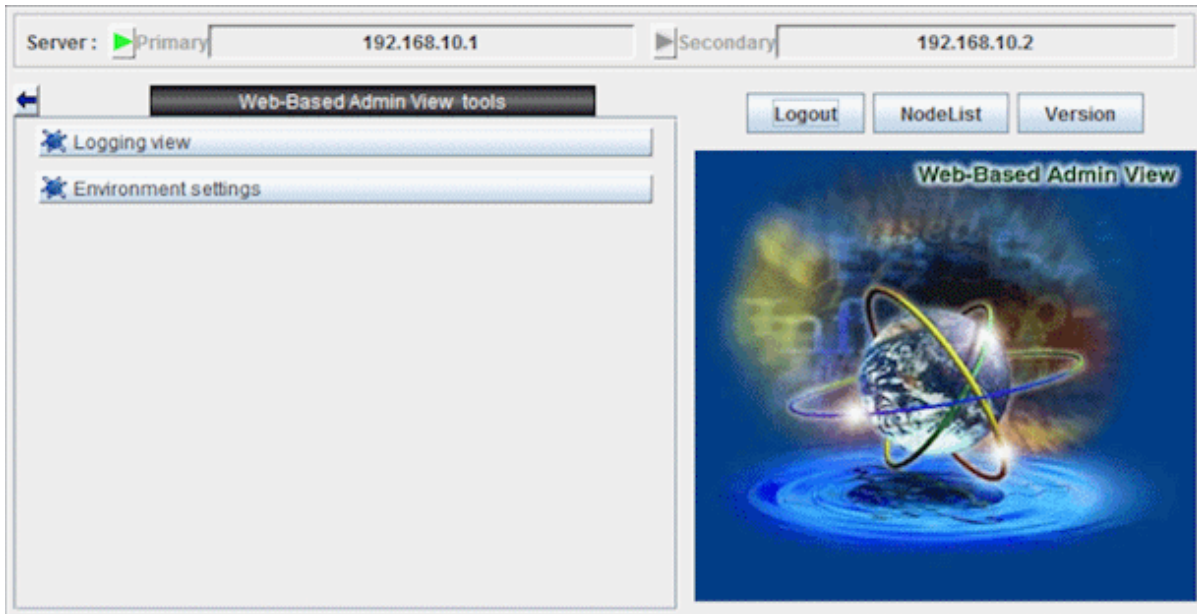 Server : Primary 192.168.10.1 Secondary 192.168.10.2
Web-Based Admin View tools
Logout NodeList Version
Logging view
Environment settings
Web-Based Admin View